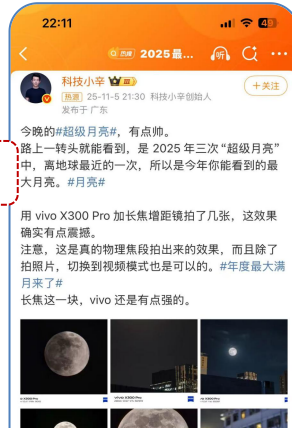 22:11
热搜 2025最...
听
科技小辛
+关注
热源 25-11-5 21:30 科技小辛创始人
发布于 广东
今晚的#超级月亮#，有点帅。
路上一转头就能看到，是 2025 年三次“超级月亮”
中，离地球最近的一次，所以是今年你能看到的最
大月亮。#月亮#
用 vivo X300 Pro 加长焦增距镜拍了几张，这效果
确实有点震撼。
注意，这是真的物理焦段拍出来的效果，而且除了
拍照片，切换到视频模式也是可以的。#年度最大满
月来了#
长焦这一块，vivo 还是有点强的。
vivo X300 Pro